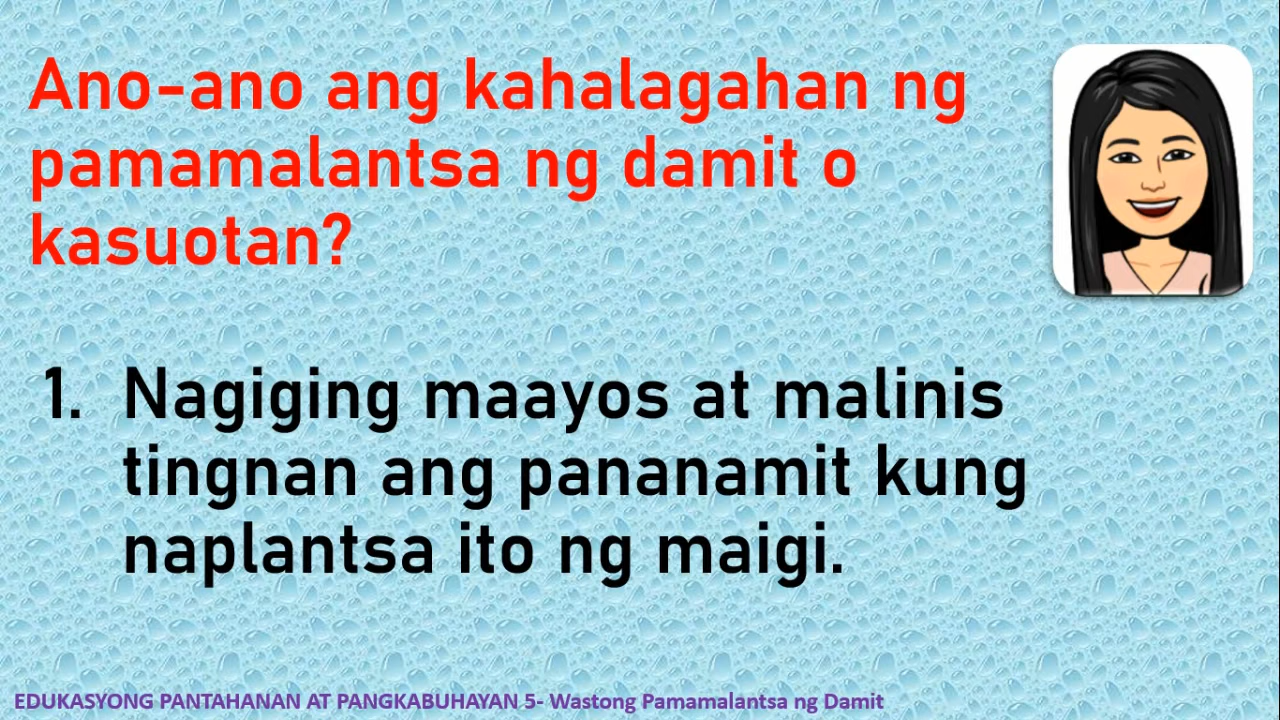 Ano-ano ang kahalagahan ng
pamamalantsa ng damit o
kasuotan?
1. Nagiging maayos at malinis
tingnan ang pananamit kung
naplantsa ito ng maigi.
EDUKASYONG PANTAHANAN AT PANGKABUHAYAN 5- Wastong Pamamalantsa ng Damit